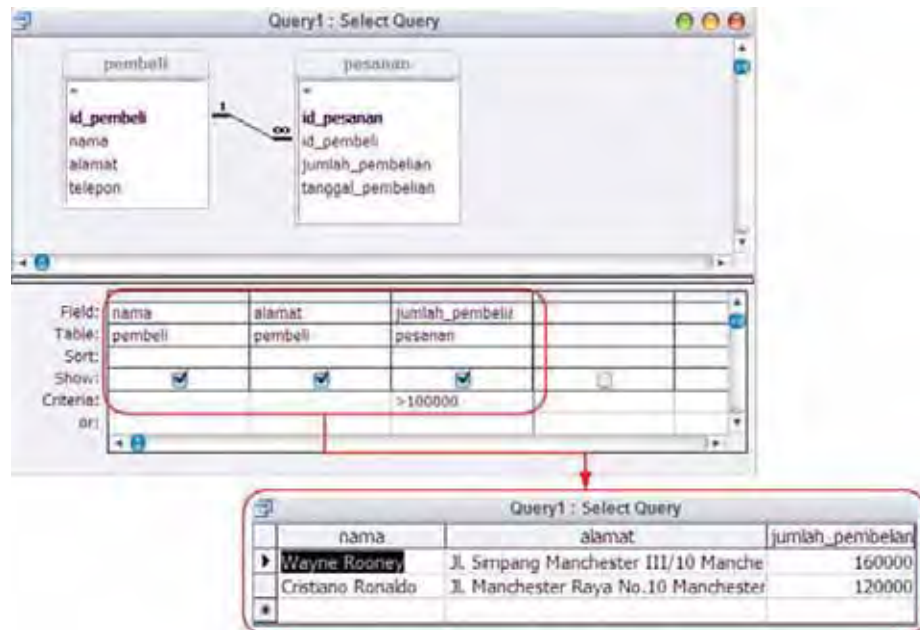 Query1 : Select Query
pembeli
pesanan
*
*
1
∞
id_pembeli
nama
alamat
telepon
id_pesanan
id_pembeli
jumlah_pembelian
tanggal_pembelian
Field: nama alamat jumlah_pembelia
Table: pembeli pembeli pesanan
Sort:
Show:
Criteria: >100000
or:
Query1 : Select Query
nama alamat jumlah_pembelian
Wayne Rooney Jl. Simpang Manchester III/10 Manche 160000
Cristiano Ronaldo Jl. Manchester Raya No.10 Manchester 120000
*